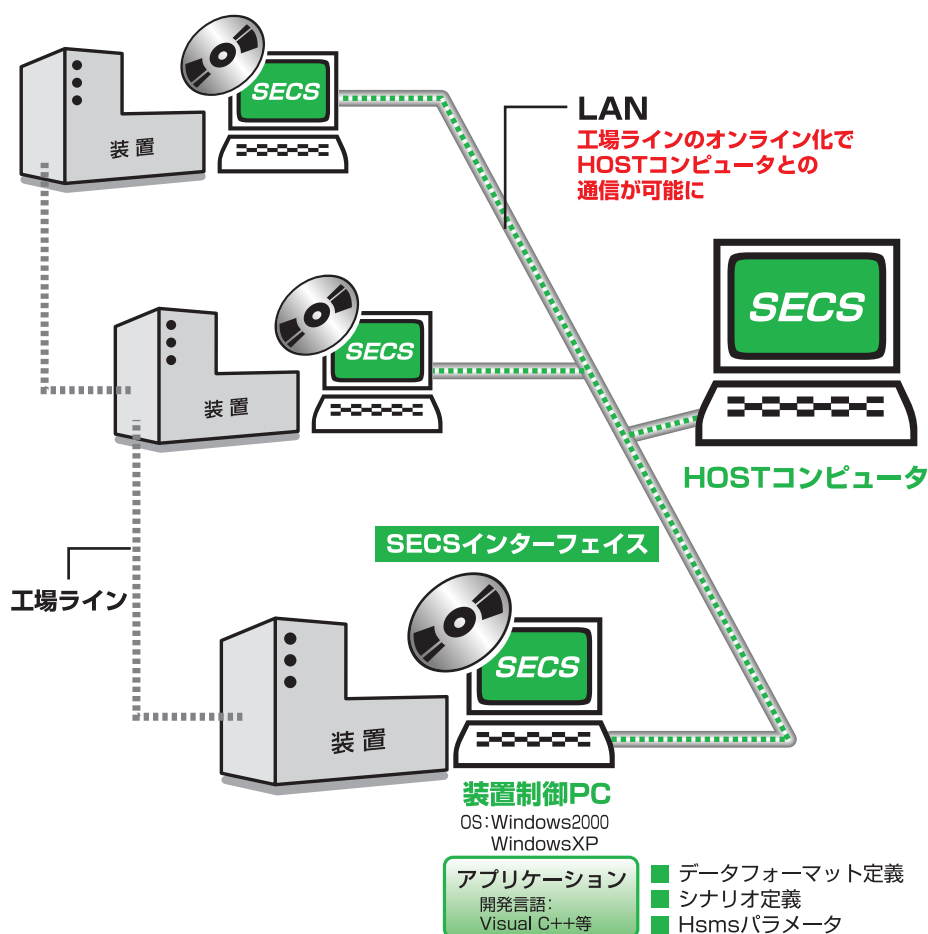 SECS
装置
LAN
工場ラインのオンライン化で
HOSTコンピュータとの
通信が可能に
SECS
SECS
装置
HOSTコンピュータ
SECSインターフェイス
工場ライン
SECS
装置
装置制御PC
OS:Windows2000
WindowsXP
アプリケーション
開発言語:
Visual C++等
■ データフォーマット定義
■ シナリオ定義
■ Hsmsパラメータ